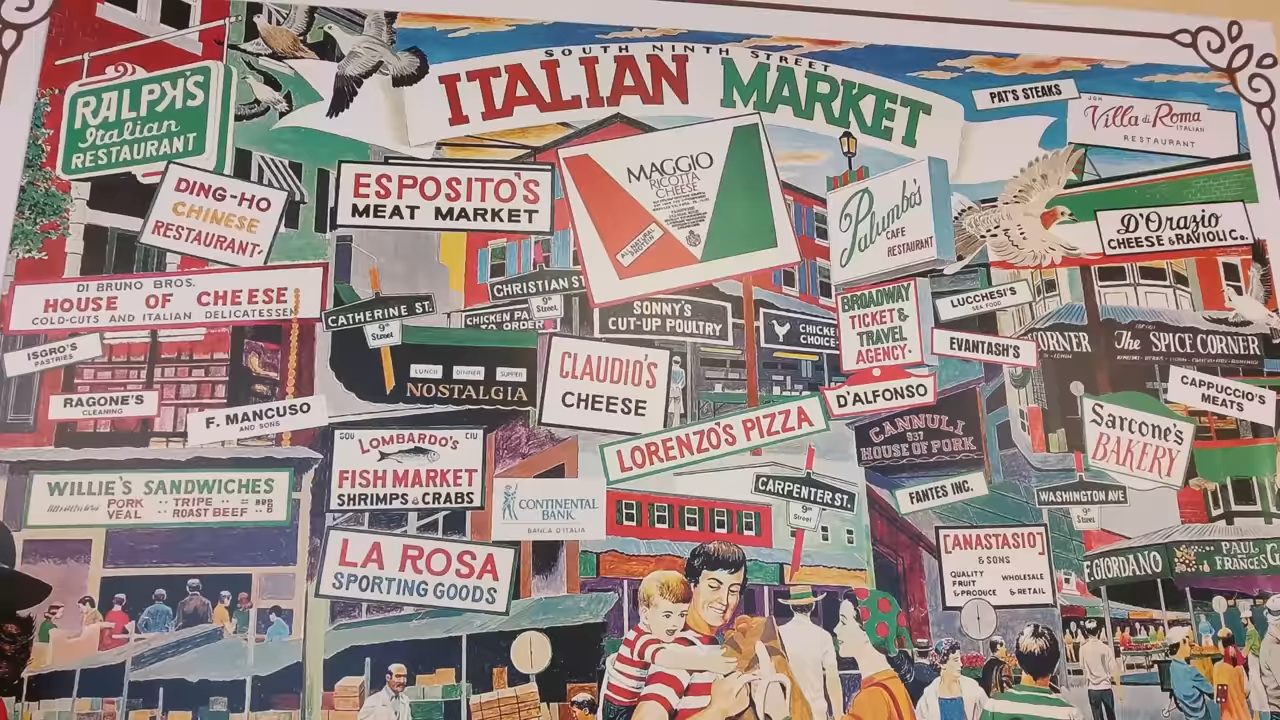 SOUTH NINTH STREET
ITALIAN MARKET
PAT'S STEAKS
Villa di Roma
ITALIAN
RESTAURANT
RALPH'S
Italian
RESTAURANT
DING-HO
CHINESE
RESTAURANT
ESPOSITO'S
MEAT MARKET
MAGGIO
RICOTTA
CHEESE
ALL NATURAL
PROTEIN
Palumbo's
CAFE
RESTAURANT
D'Orazio
CHEESE & RAVIOLI Co.
DI BRUNO BROS.
HOUSE OF CHEESE
COLD-CUTS AND ITALIAN DELICATESSEN
CATHERINE ST.
9th
Street
CHRISTIAN ST
9th
Street
CHICKEN PA
TO ORDER
SONNY'S
CUT-UP POULTRY
CHICKE
CHOICE
BROADWAY
TICKET &
TRAVEL
AGENCY.
LUCCHESI'S
SEA FOOD
EVANTASH'S
ORNER
The SPICE CORNER
ISGRO'S
PASTRIES
RAGONE'S
CLEANING
F. MANCUSO
AND SONS
LUNCH DINNER SUPPER
NOSTALGIA
CLAUDIO'S
CHEESE
D'ALFONSO
CAPPUCCIO'S
MEATS
LORENZO'S PIZZA
CANNULI
937
HOUSE OF PORK
Sarcone's
BAKERY
LOMBARDO'S
FISH MARKET
SHRIMPS & CRABS
WILLIE'S SANDWICHES
PORK TRIPE
VEAL ROAST BEEF
CONTINENTAL
BANK
BANCA D'ITALIA
CARPENTER ST.
9th
Street
FANTES INC.
WASHINGTON AVE
9th
Street
LA ROSA
SPORTING GOODS
[ANASTASIO]
& SONS
QUALITY
FRUIT WHOLESALE
& PRODUCE & RETAIL
F. GIORDANO
PAUL
FRANCES G